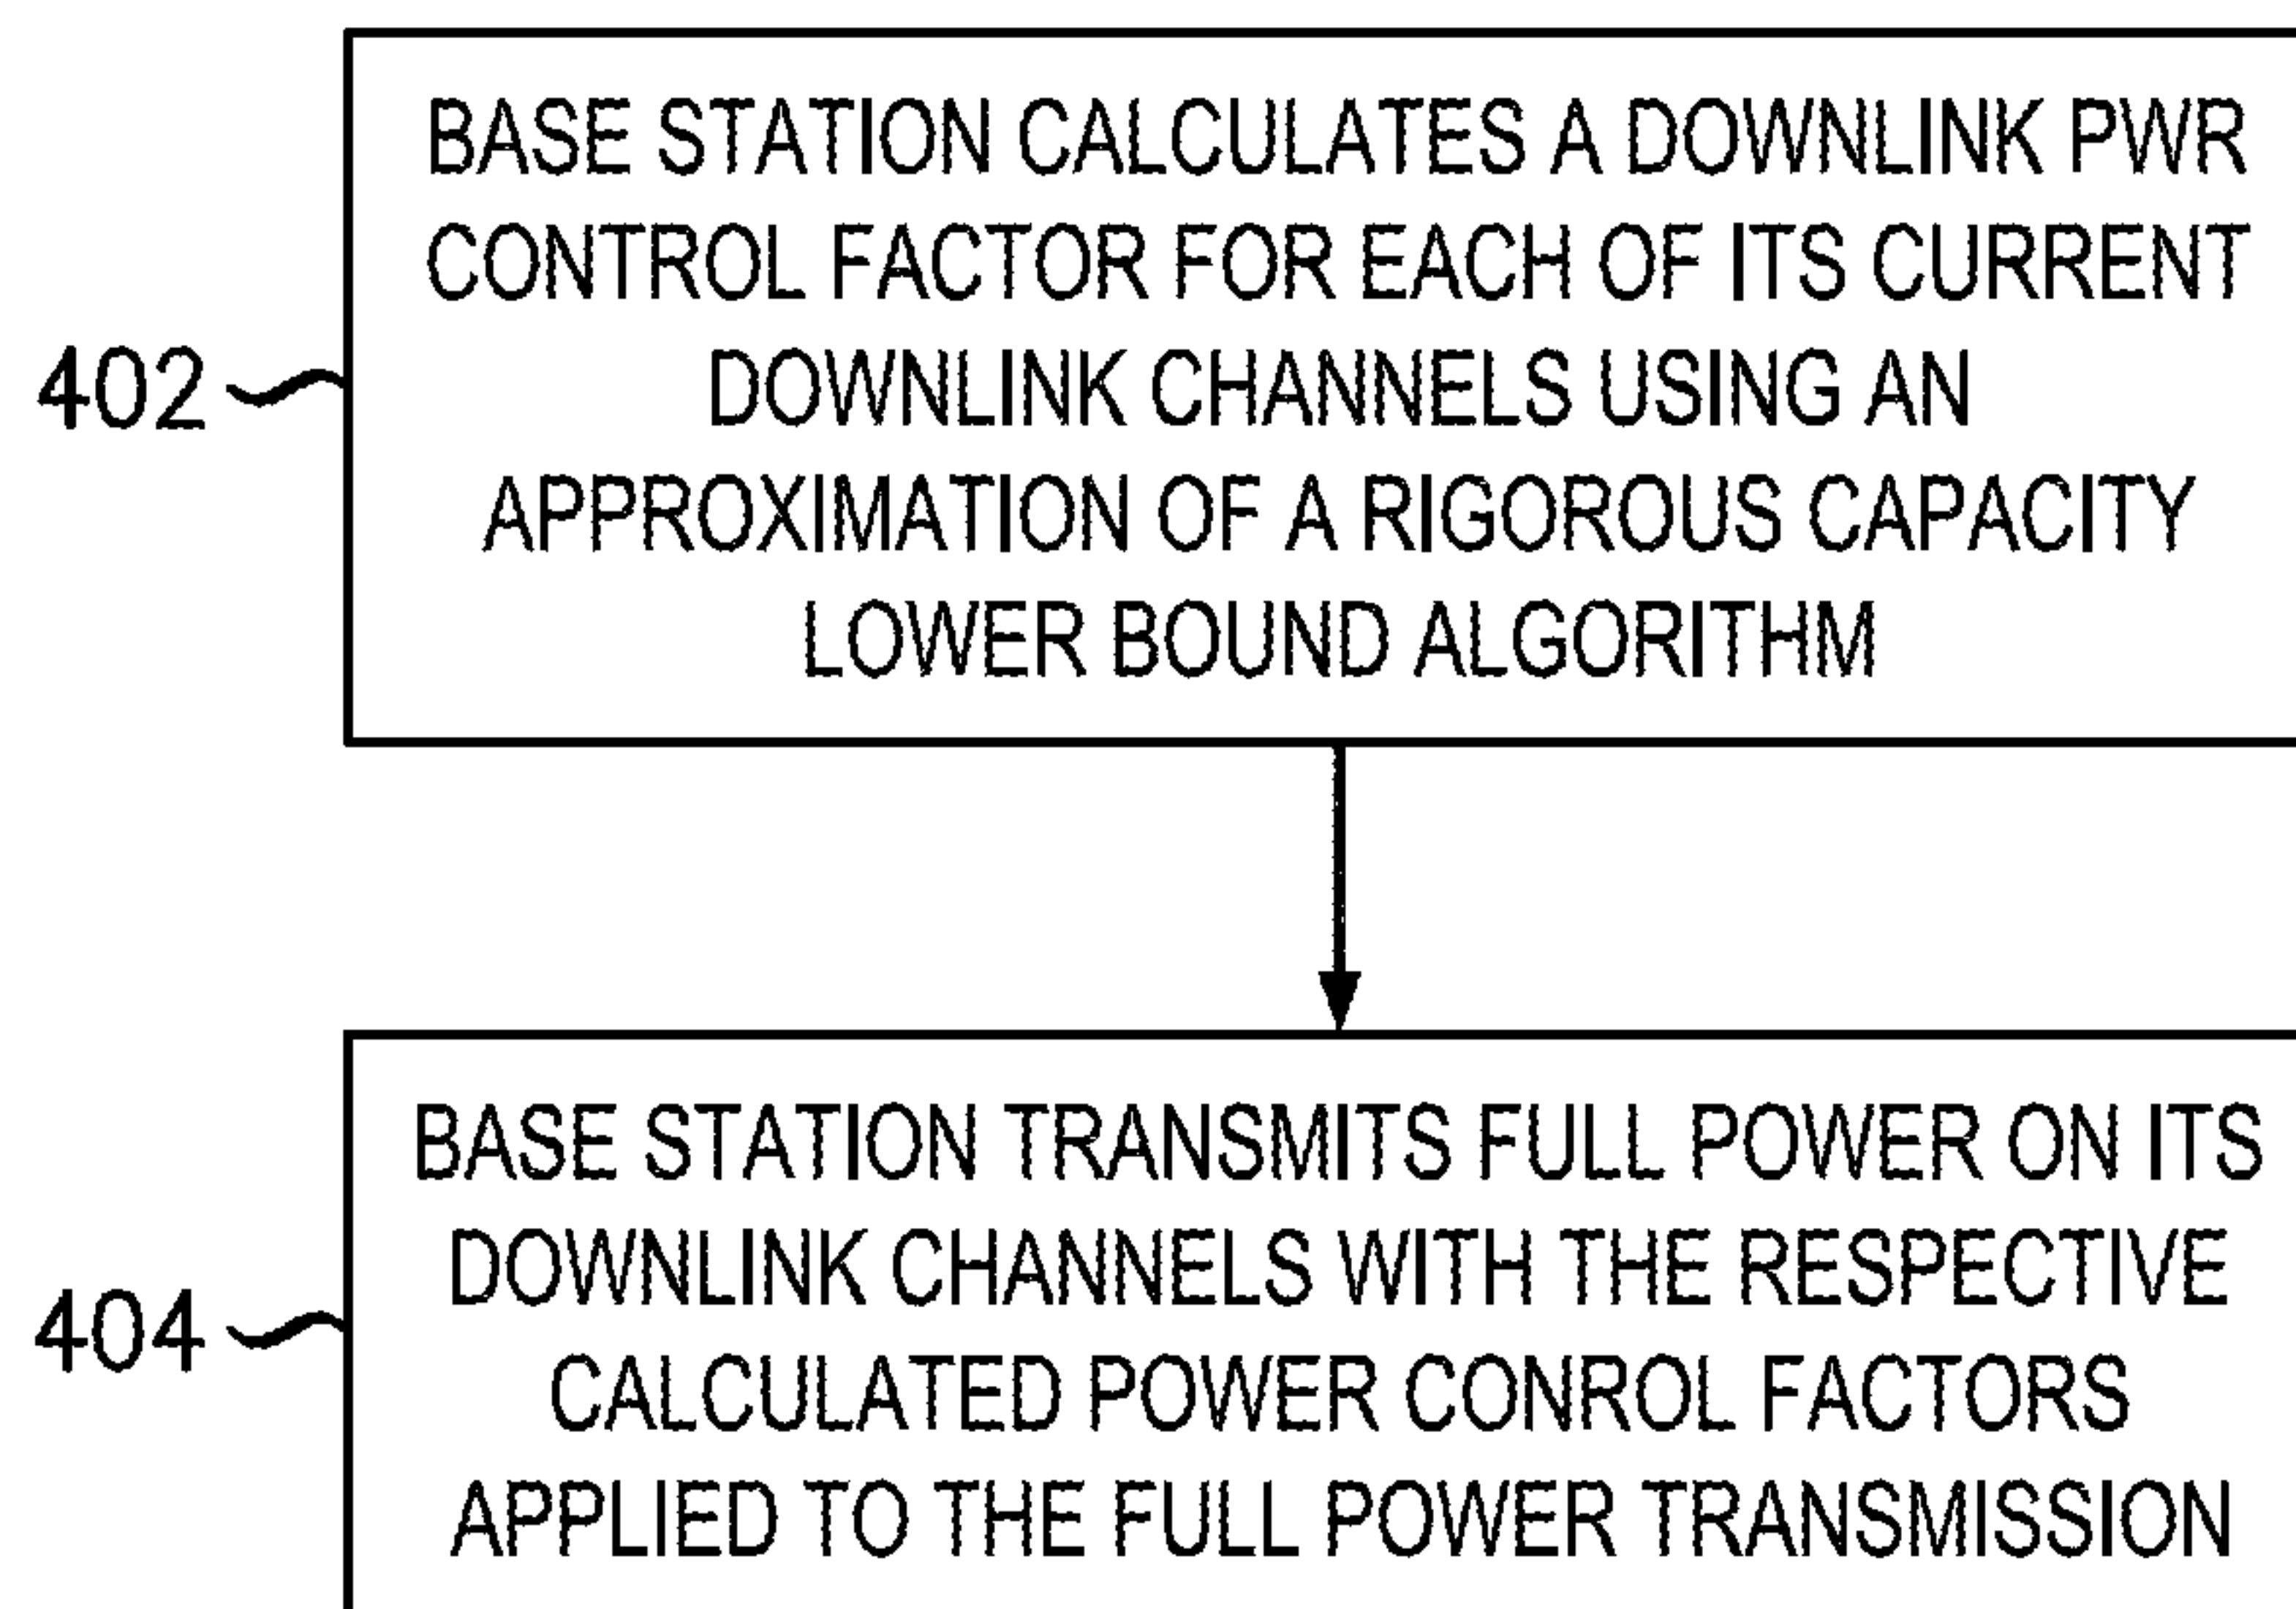 BASE STATION CALCULATES A DOWNLINK PWR
CONTROL FACTOR FOR EACH OF ITS CURRENT
402
DOWNLINK CHANNELS USING AN
APPROXIMATION OF A RIGOROUS CAPACITY
LOWER BOUND ALGORITHM
BASE STATION TRANSMITS FULL POWER ON ITS
DOWNLINK CHANNELS WITH THE RESPECTIVE
404
CALCULATED POWER CONROL FACTORS
APPLIED TO THE FULL POWER TRANSMISSION